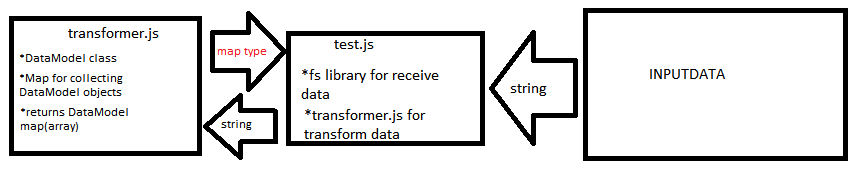 transformer.js
*DataModel class
*Map for collecting
DataModel objects
*returns DataModel
map(array)
map type
string
test.js
*fs library for receive
data
*transformer.js for
transform data
string
INPUTDATA